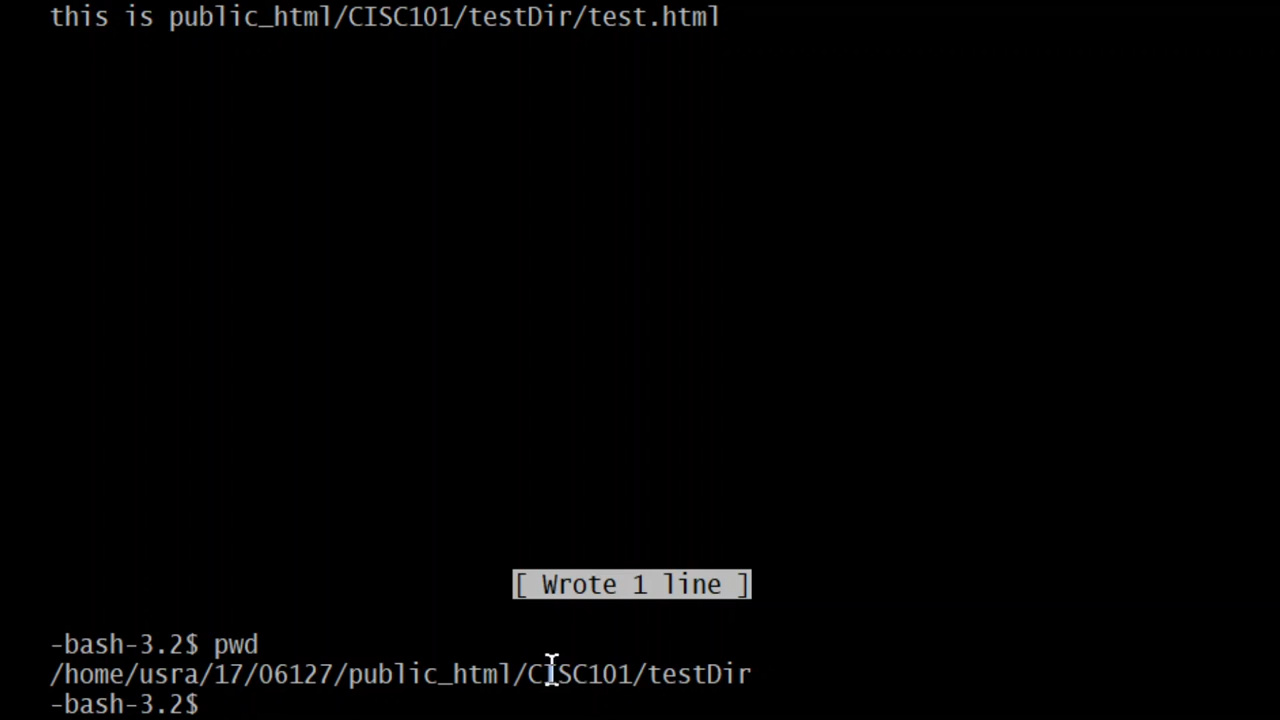 this is public_html/CISC101/testDir/test.html
[ Wrote 1 line ]
-bash-3.2$ pwd
/home/usra/17/06127/public_html/CISC101/testDir
-bash-3.2$